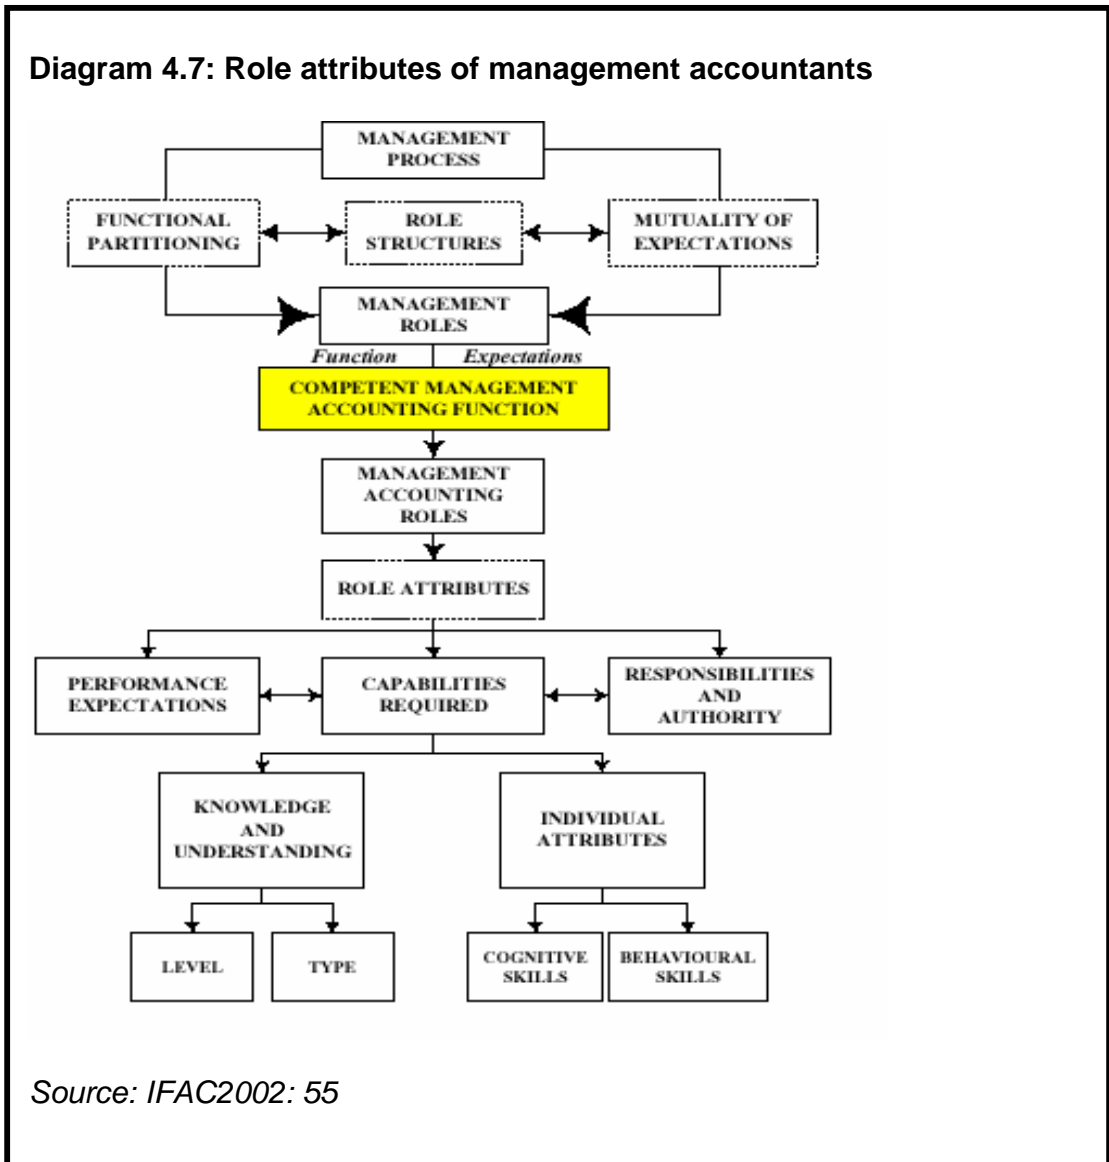 Diagram 4.7: Role attributes of management accountants
MANAGEMENT
PROCESS
FUNCTIONAL
PARTITIONING
ROLE
STRUCTURES
MUTUALITY OF
EXPECTATIONS
MANAGEMENT
ROLES
Function
Expectations
COMPETENT MANAGEMENT
ACCOUNTING FUNCTION
MANAGEMENT
ACCOUNTING
ROLES
ROLE ATTRIBUTES
PERFORMANCE
EXPECTATIONS
CAPABILITIES
REQUIRED
RESPONSIBILITIES
AND
AUTHORITY
KNOWLEDGE
AND
UNDERSTANDING
INDIVIDUAL
ATTRIBUTES
LEVEL
TYPE
COGNITIVE
SKILLS
BEHAVIOURAL
SKILLS
Source: IFAC2002: 55